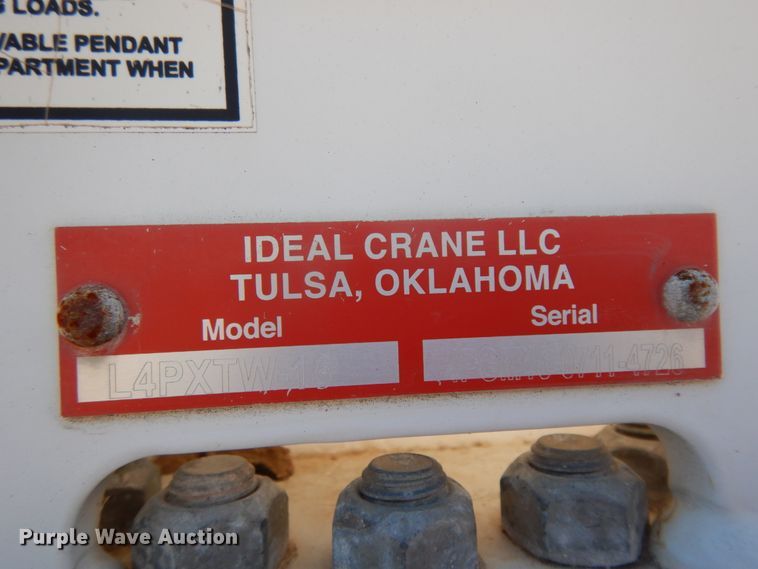 LOADS.
VABLE PENDANT
PARTMENT WHEN
IDEAL CRANE LLC
TULSA, OKLAHOMA
Model
Serial
Purple Wave Auction